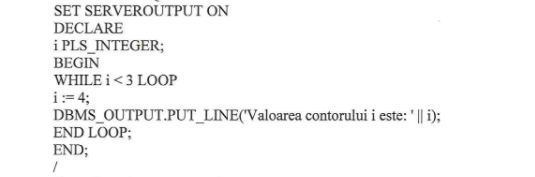 SET SERVEROUTPUT ON
DECLARE
i PLS_INTEGER;
BEGIN
WHILE i < 3 LOOP
i := 4;
DBMS_OUTPUT.PUT_LINE('Valoarea contorului i este: ' || i);
END LOOP;
END;
/